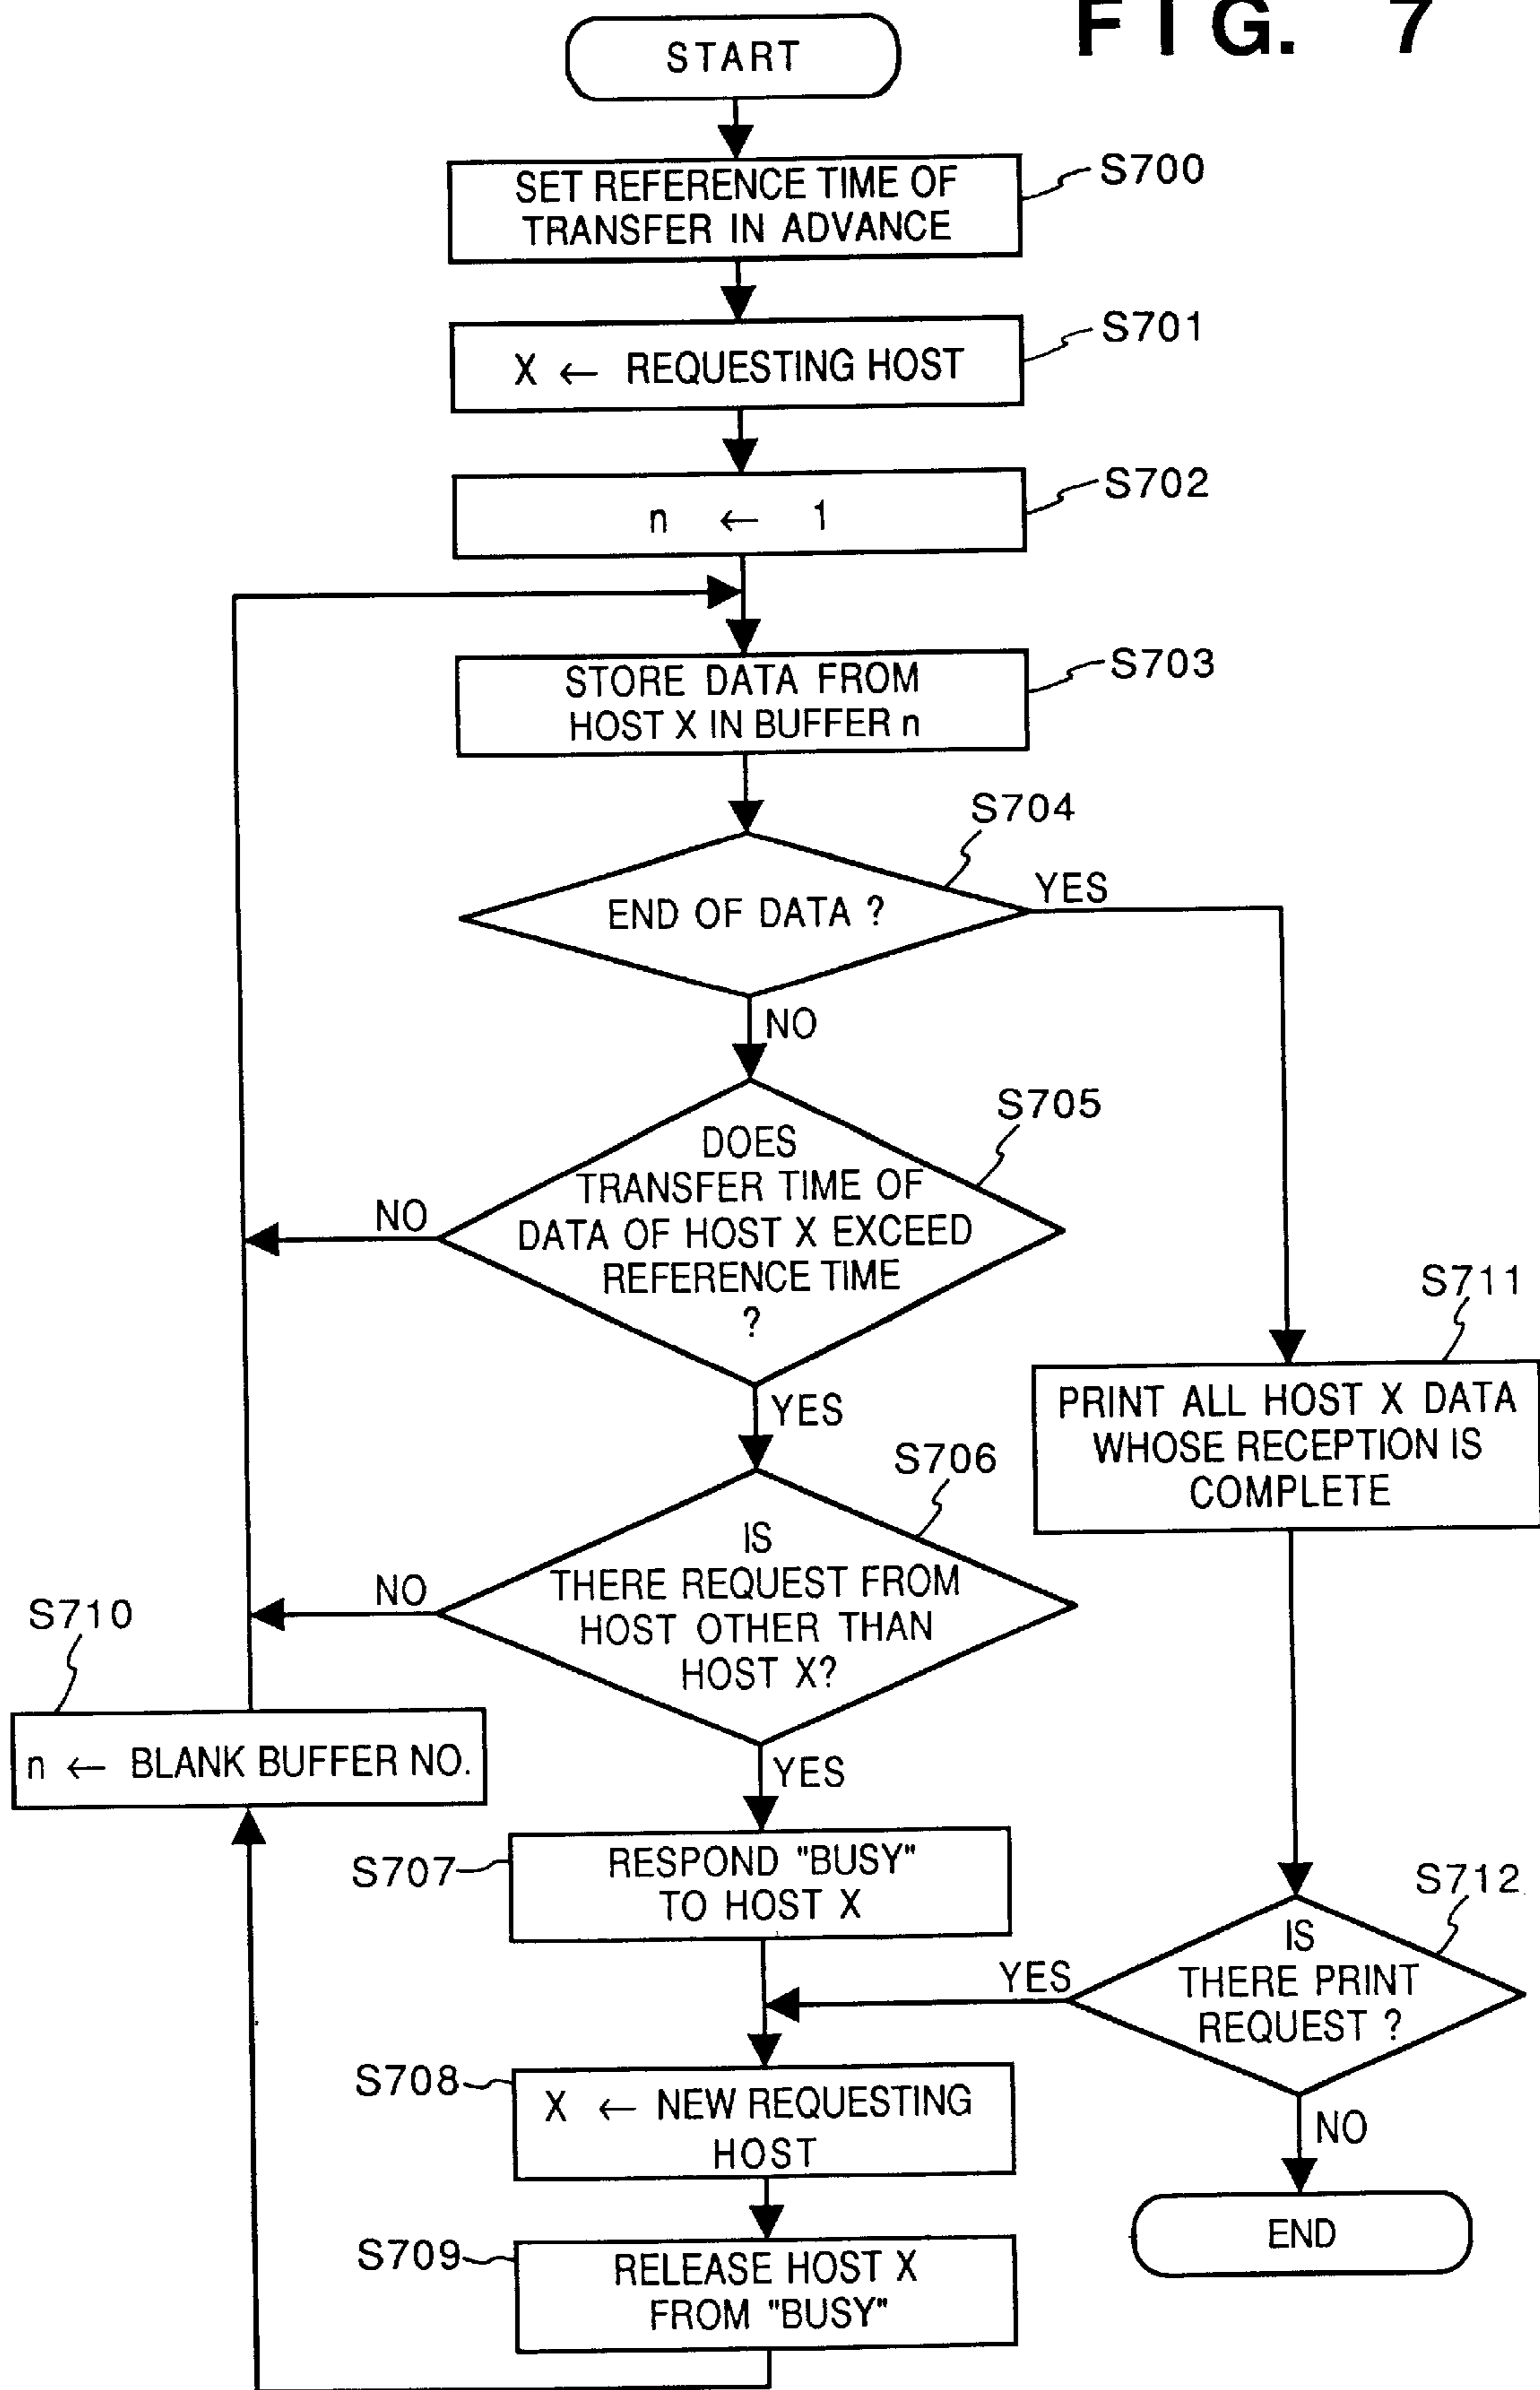 FIG. 7
START
S700
SET REFERENCE TIME OF
TRANSFER IN ADVANCE
S701
X ← REQUESTING HOST
S702
n ← 1
S703
STORE DATA FROM
HOST X IN BUFFER n
S704
END OF DATA ?
YES
NO
S705
DOES
TRANSFER TIME OF
DATA OF HOST X EXCEED
REFERENCE TIME
?
NO
YES
S711
PRINT ALL HOST X DATA
WHOSE RECEPTION IS
COMPLETE
S706
IS
THERE REQUEST FROM
HOST OTHER THAN
HOST X?
NO
YES
S710
n ← BLANK BUFFER NO.
S707
RESPOND "BUSY"
TO HOST X
S712
IS
THERE PRINT
REQUEST ?
YES
NO
S708
X ← NEW REQUESTING
HOST
S709
RELEASE HOST X
FROM "BUSY"
END